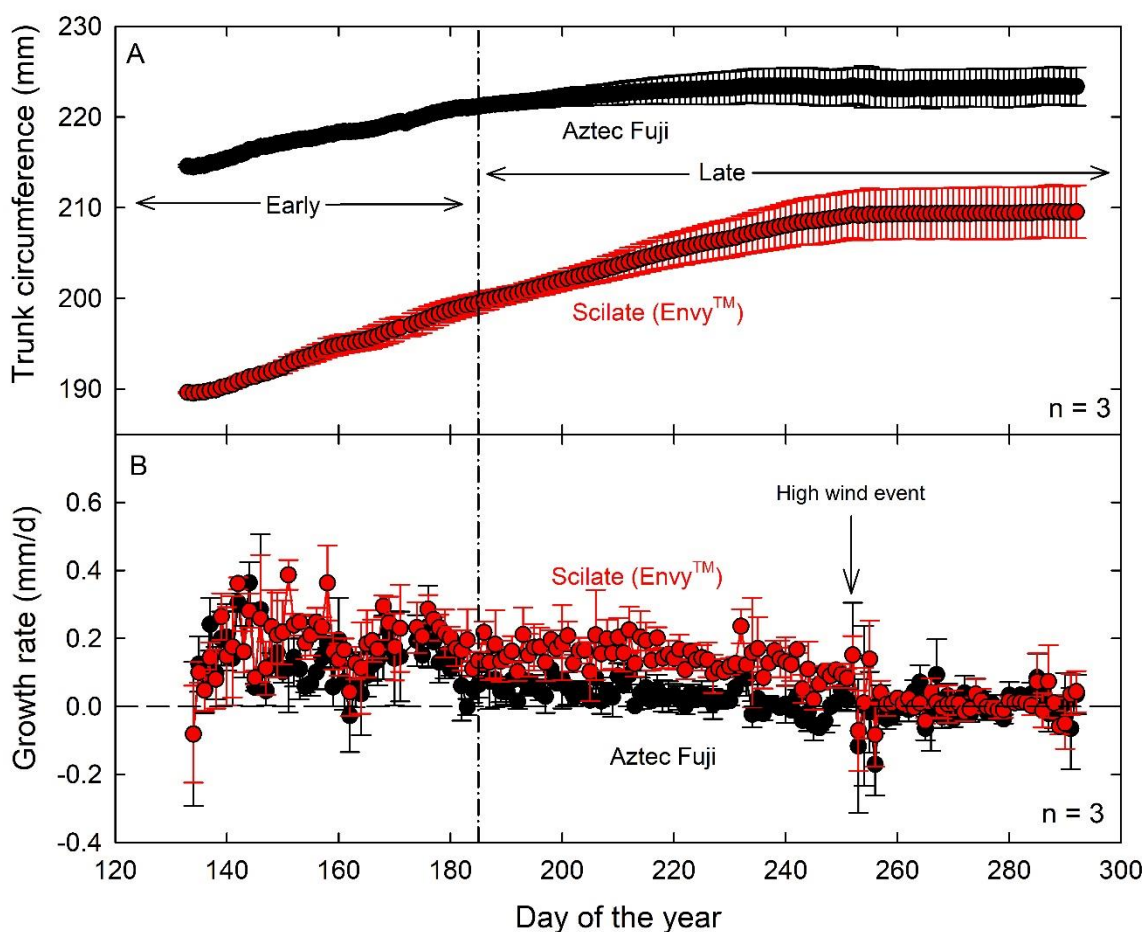 A
230
220
210
200
190
Trunk circumference (mm)
Aztec Fuji
Early
Late
Scilate (Envy™)
n = 3
B
0.6
0.4
0.2
0.0
-0.2
-0.4
Growth rate (mm/d)
High wind event
Scilate (Envy™)
Aztec Fuji
n = 3
120 140 160 180 200 220 240 260 280 300
Day of the year